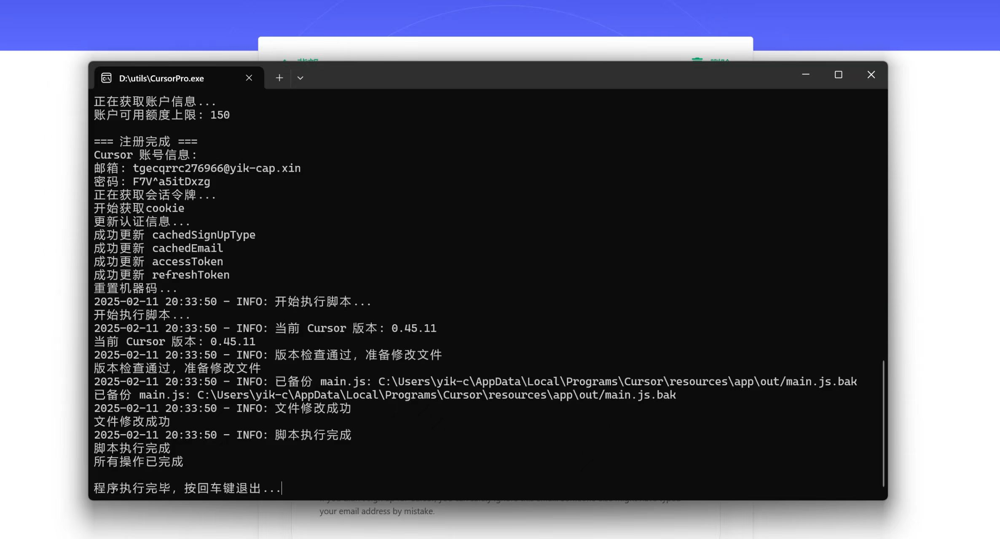 D:\utils\CursorPro.exe
正在获取账户信息...
账户可用额度上限: 150
=== 注册完成 ===
Cursor 账号信息:
邮箱: tgecqrrc276966@yik-cap.xin
密码: F7V^a5itDxzg
正在获取会话令牌...
开始获取cookie
更新认证信息...
成功更新 cachedSignUpType
成功更新 cachedEmail
成功更新 accessToken
成功更新 refreshToken
重置机器码...
2025-02-11 20:33:50 - INFO: 开始执行脚本...
开始执行脚本...
2025-02-11 20:33:50 - INFO: 当前 Cursor 版本: 0.45.11
当前 Cursor 版本: 0.45.11
2025-02-11 20:33:50 - INFO: 版本检查通过, 准备修改文件
版本检查通过, 准备修改文件
2025-02-11 20:33:50 - INFO: 已备份 main.js: C:\Users\yik-c\AppData\Local\Programs\Cursor\resources\app\out/main.js.bak
已备份 main.js: C:\Users\yik-c\AppData\Local\Programs\Cursor\resources\app\out/main.js.bak
2025-02-11 20:33:50 - INFO: 文件修改成功
文件修改成功
2025-02-11 20:33:50 - INFO: 脚本执行完成
脚本执行完成
所有操作已完成
程序执行完毕, 按回车键退出...
your email address by mistake.